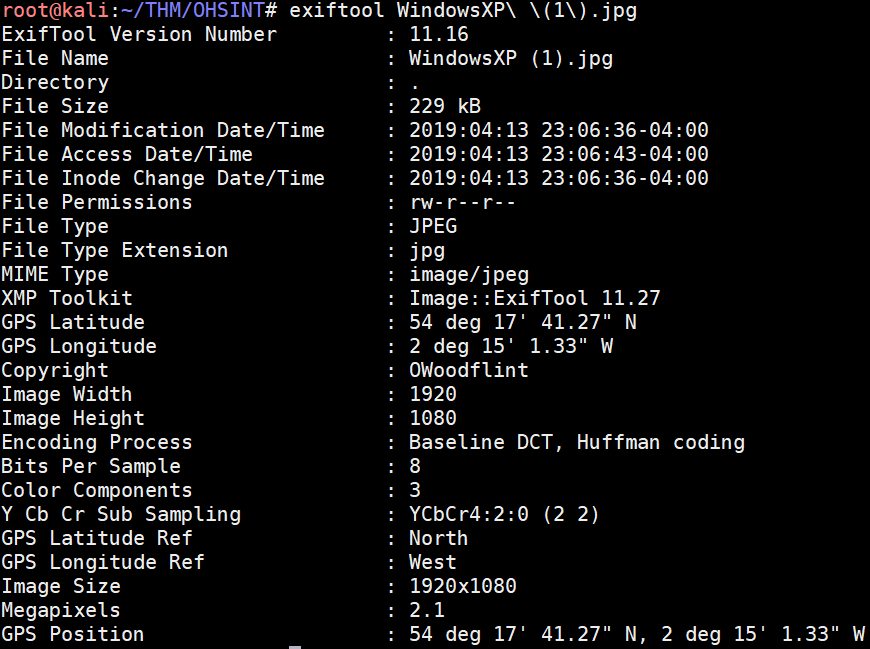 root@kali:~/THM/OHSINT# exiftool WindowsXP\ \(1\).jpg
ExifTool Version Number         : 11.16
File Name                       : WindowsXP (1).jpg
Directory                       : .
File Size                       : 229 kB
File Modification Date/Time     : 2019:04:13 23:06:36-04:00
File Access Date/Time           : 2019:04:13 23:06:43-04:00
File Inode Change Date/Time     : 2019:04:13 23:06:36-04:00
File Permissions                : rw-r--r--
File Type                       : JPEG
File Type Extension             : jpg
MIME Type                       : image/jpeg
XMP Toolkit                     : Image::ExifTool 11.27
GPS Latitude                    : 54 deg 17' 41.27" N
GPS Longitude                   : 2 deg 15' 1.33" W
Copyright                       : OWoodflint
Image Width                     : 1920
Image Height                    : 1080
Encoding Process                : Baseline DCT, Huffman coding
Bits Per Sample                 : 8
Color Components                : 3
Y Cb Cr Sub Sampling            : YCbCr4:2:0 (2 2)
GPS Latitude Ref                : North
GPS Longitude Ref               : West
Image Size                      : 1920x1080
Megapixels                      : 2.1
GPS Position                    : 54 deg 17' 41.27" N, 2 deg 15' 1.33" W